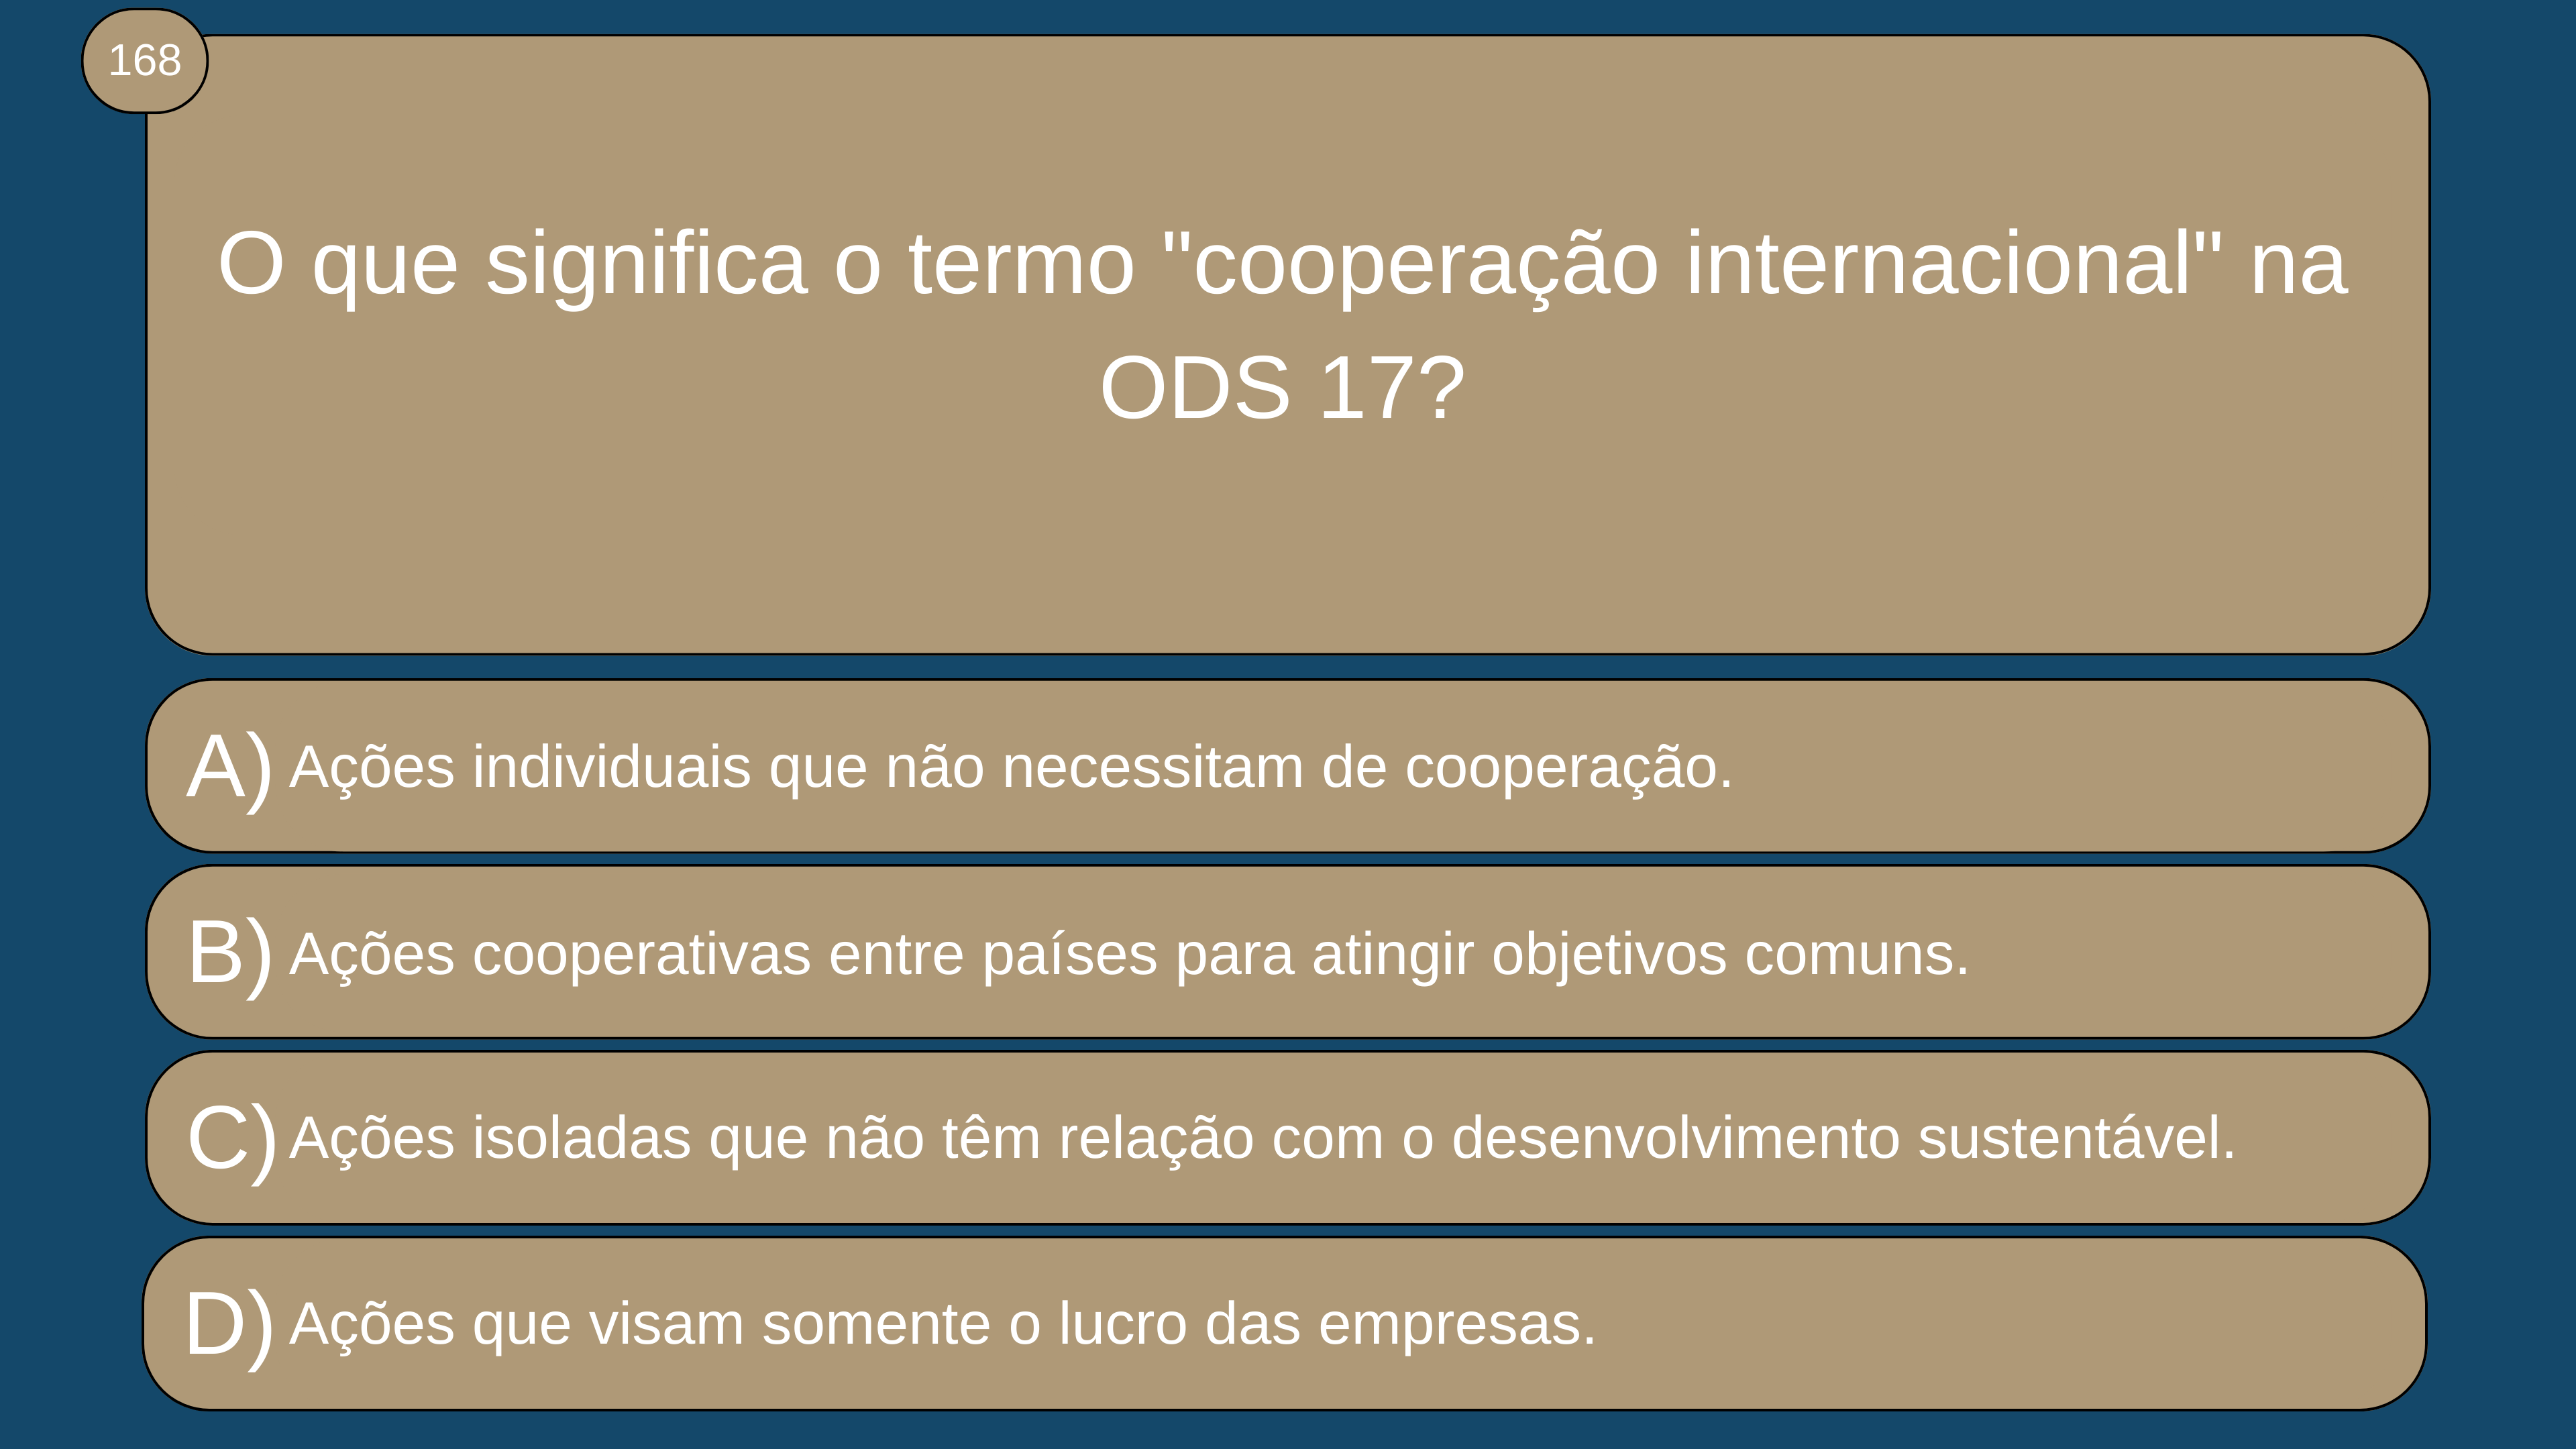 168
O que significa o termo "cooperação internacional" na
ODS 17?
A) Ações individuais que não necessitam de cooperação.
B) Ações cooperativas entre países para atingir objetivos comuns.
C) Ações isoladas que não têm relação com o desenvolvimento sustentável.
D) Ações que visam somente o lucro das empresas.